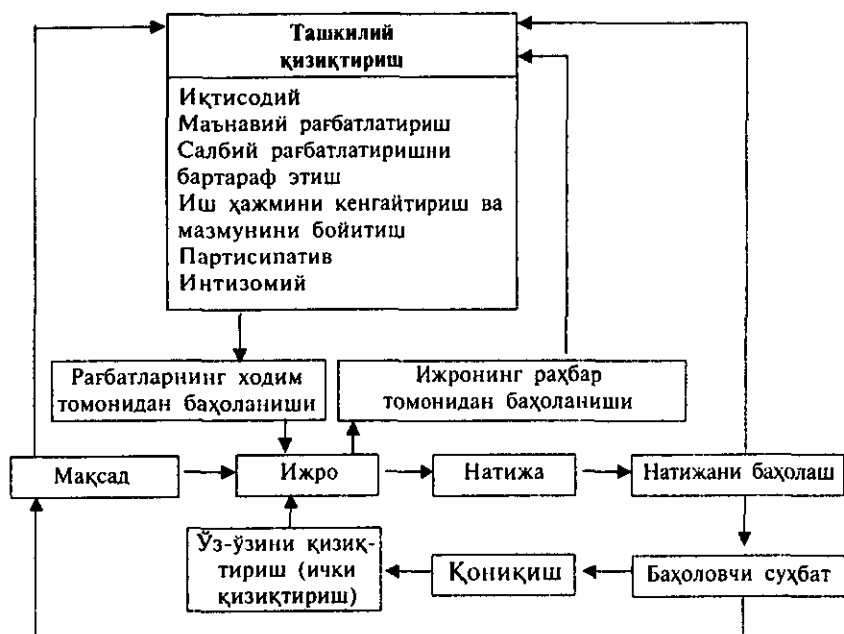 Ташкилий
қизиқтириш
Иқтисодий
Маънавий рағбатлатириш
Салбий рағбатлатиришни
бартараф этиш
Иш ҳажмини кенгайтириш ва
мазмунини бойитиш
Партисипатив
Интизомий
Рағбатларнинг ходим
томонидан баҳоланиши
Ижронинг раҳбар
томонидан баҳоланиши
Мақсад
Ижро
Натижа
Натижани баҳолаш
Ўз-ўзини қизиқ-
тириш (ички
қизиқтириш)
Қониқиш
Баҳоловчи суҳбат